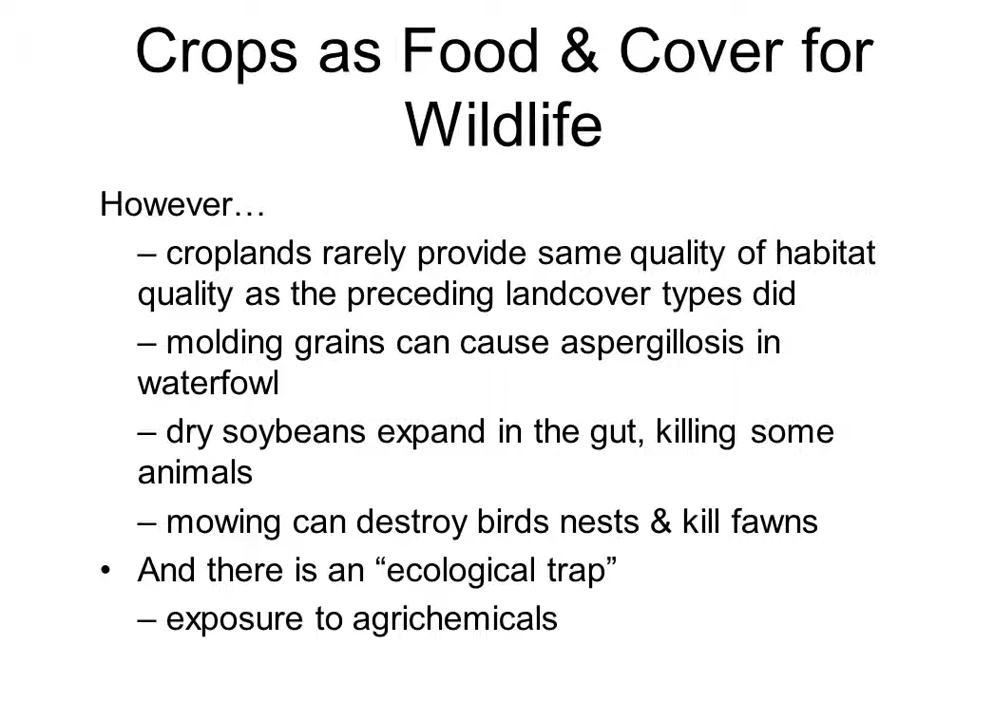 Crops as Food & Cover for
Wildlife
However…
– croplands rarely provide same quality of habitat
quality as the preceding landcover types did
– molding grains can cause aspergillosis in
waterfowl
– dry soybeans expand in the gut, killing some
animals
– mowing can destroy birds nests & kill fawns
• And there is an “ecological trap”
– exposure to agrichemicals